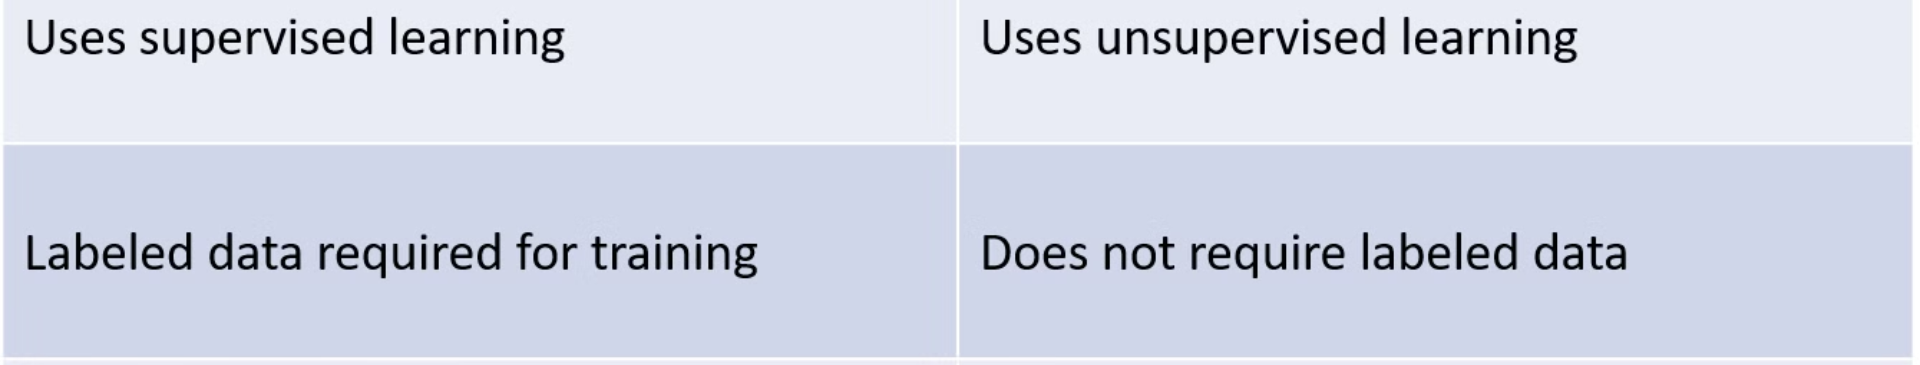 Uses supervised learning
Uses unsupervised learning
Labeled data required for training
Does not require labeled data